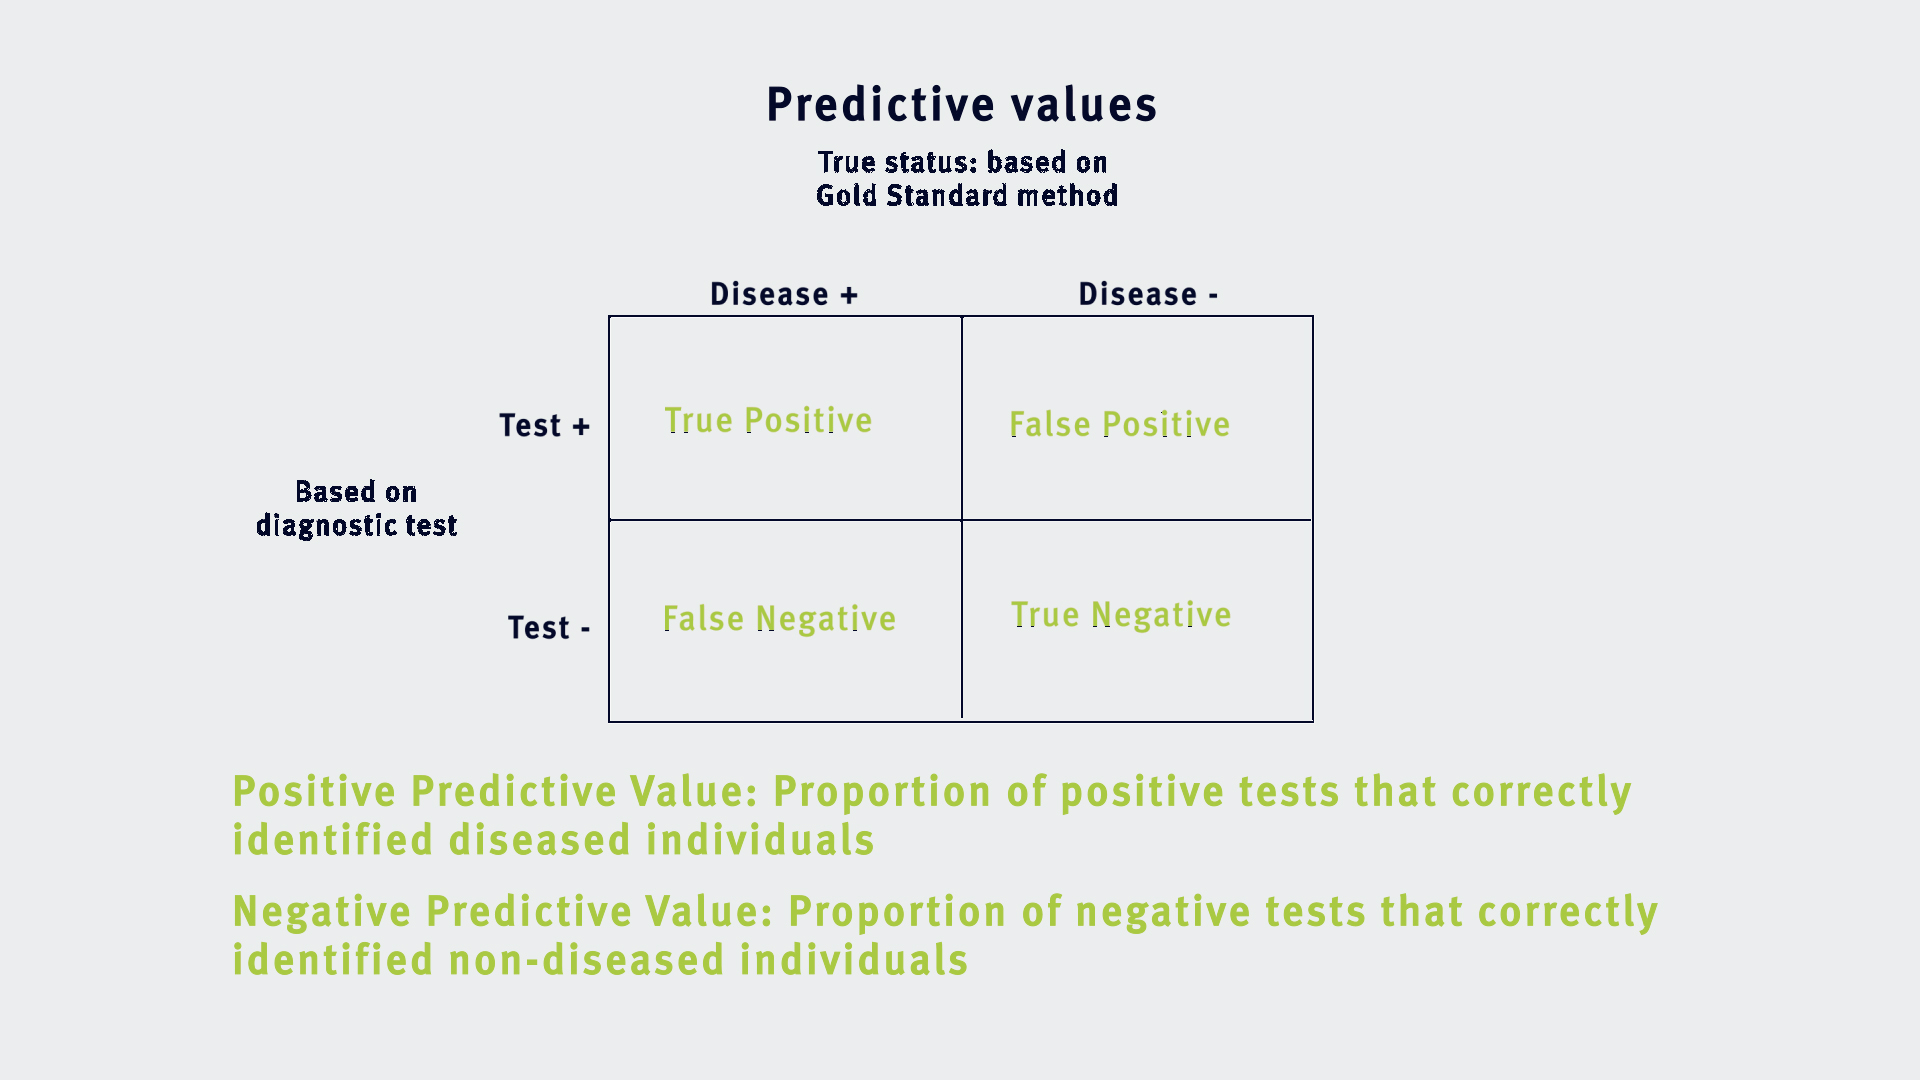 Predictive values
True status: based on
Gold Standard method
Disease +
Disease -
Test +
True Positive
False Positive
Based on
diagnostic test
Test -
False Negative
True Negative
Positive Predictive Value: Proportion of positive tests that correctly
identified diseased individuals
Negative Predictive Value: Proportion of negative tests that correctly
identified non-diseased individuals